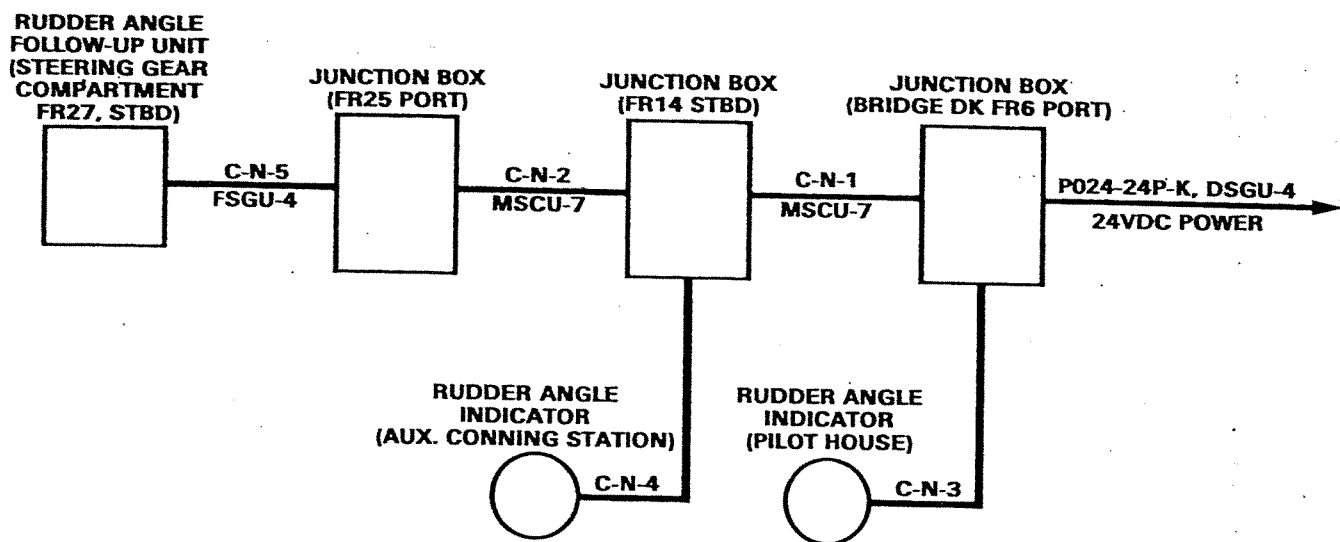 RUDDER ANGLE
FOLLOW-UP UNIT
(STEERING GEAR
COMPARTMENT
FR27, STBD)
JUNCTION BOX
(FR25 PORT)
JUNCTION BOX
(FR14 STBD)
JUNCTION BOX
(BRIDGE DK FR6 PORT)
C-N-5
FSGU-4
C-N-2
MSCU-7
C-N-1
MSCU-7
P024-24P-K, DSGU-4
24VDC POWER
RUDDER ANGLE
INDICATOR
(AUX. CONNING STATION)
C-N-4
RUDDER ANGLE
INDICATOR
(PILOT HOUSE)
C-N-3